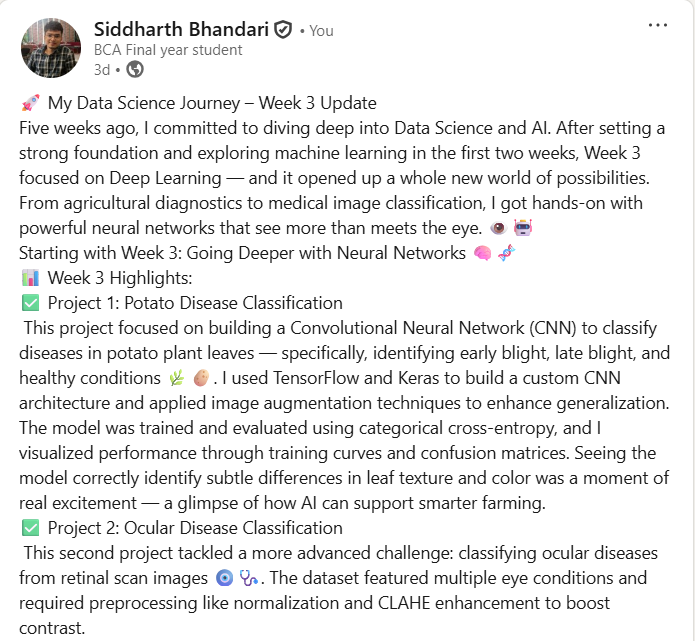 Siddharth Bhandari • You
BCA Final year student
3d •
🚀 My Data Science Journey – Week 3 Update
Five weeks ago, I committed to diving deep into Data Science and AI. After setting a
strong foundation and exploring machine learning in the first two weeks, Week 3
focused on Deep Learning — and it opened up a whole new world of possibilities.
From agricultural diagnostics to medical image classification, I got hands-on with
powerful neural networks that see more than meets the eye. 👁️ 🤖
Starting with Week 3: Going Deeper with Neural Networks 🧠 🧬
📊 Week 3 Highlights:
✅ Project 1: Potato Disease Classification
This project focused on building a Convolutional Neural Network (CNN) to classify
diseases in potato plant leaves — specifically, identifying early blight, late blight, and
healthy conditions 🌿 🥔. I used TensorFlow and Keras to build a custom CNN
architecture and applied image augmentation techniques to enhance generalization.
The model was trained and evaluated using categorical cross-entropy, and I
visualized performance through training curves and confusion matrices. Seeing the
model correctly identify subtle differences in leaf texture and color was a moment of
real excitement — a glimpse of how AI can support smarter farming.
✅ Project 2: Ocular Disease Classification
This second project tackled a more advanced challenge: classifying ocular diseases
from retinal scan images 🧿 🩺. The dataset featured multiple eye conditions and
required preprocessing like normalization and CLAHE enhancement to boost
contrast.